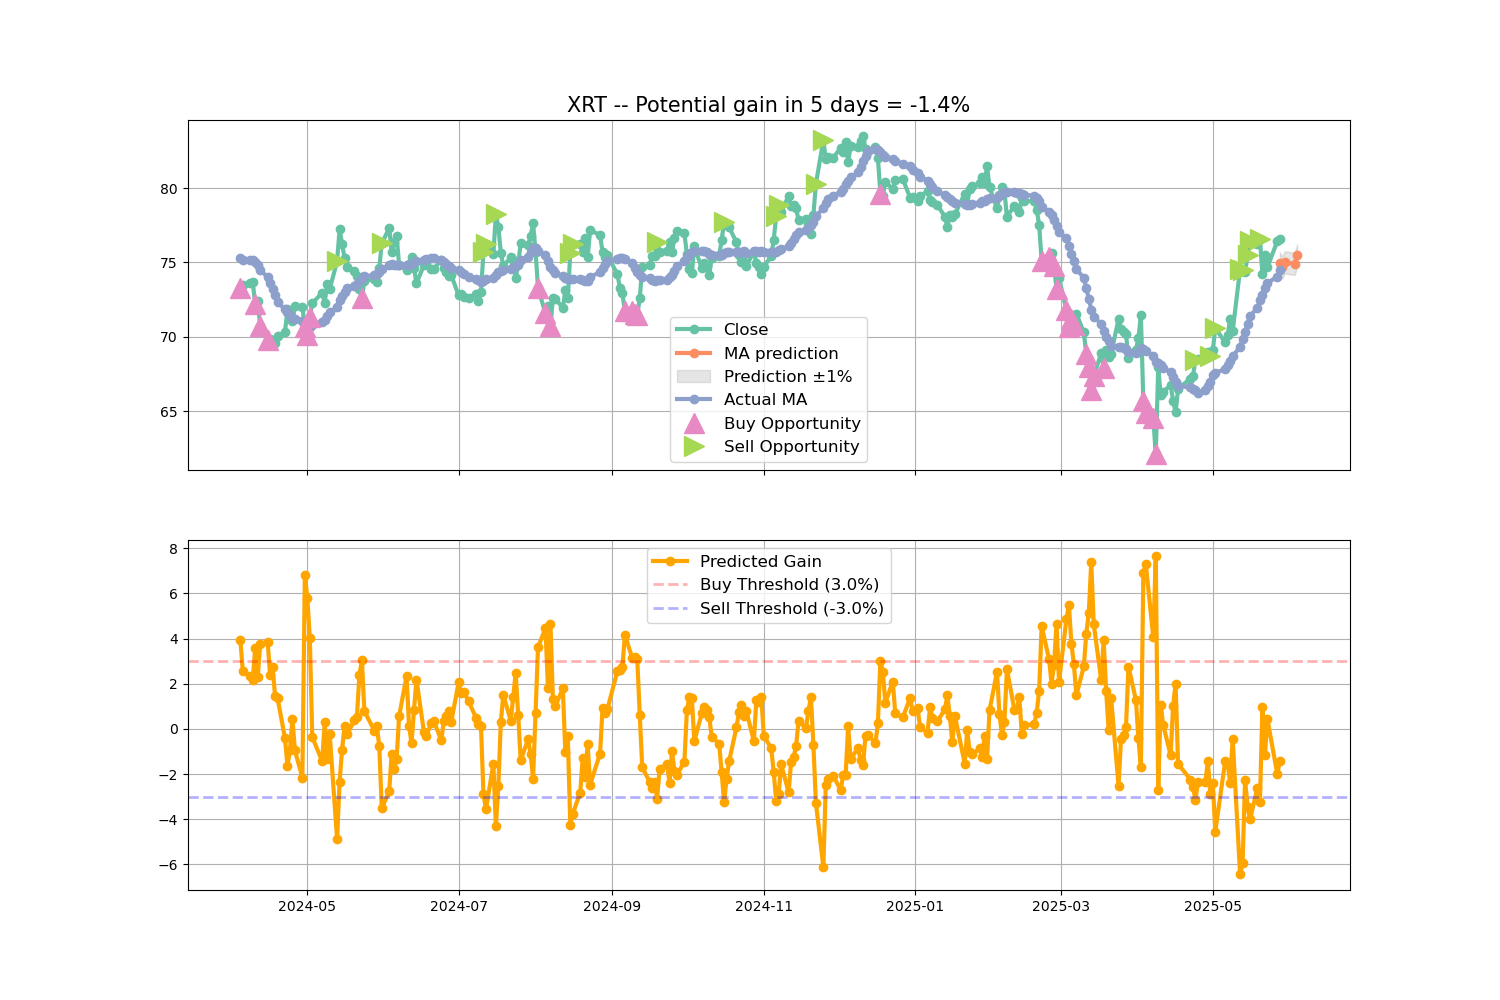 XRT -- Potential gain in 5 days = -1.4%
80
75
70
65
Close
MA prediction
Prediction ±1%
Actual MA
Buy Opportunity
Sell Opportunity
8
6
4
2
0
−2
−4
−6
Predicted Gain
Buy Threshold (3.0%)
Sell Threshold (-3.0%)
2024-05 2024-07 2024-09 2024-11 2025-01 2025-03 2025-05